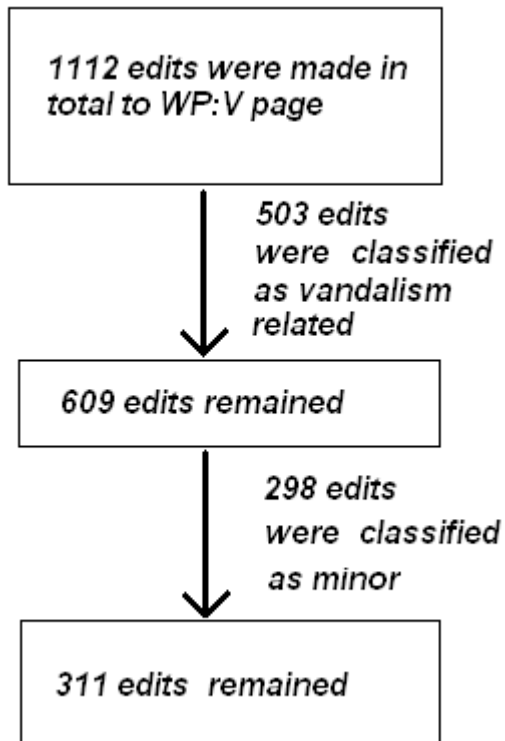 1112 edits were made in
total to WP:V page
503 edits
were classified
as vandalism
related
609 edits remained
298 edits
were classified
as minor
311 edits remained